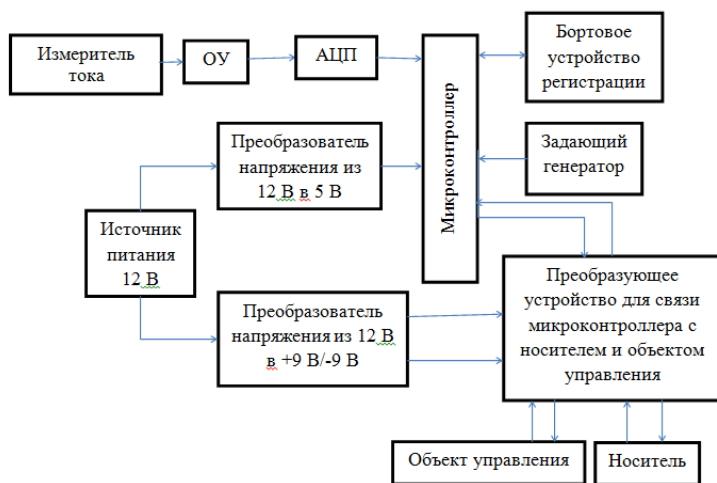 Измеритель
тока
ОУ
АЦП
Микроконтроллер
Бортовое
устройство
регистрации
Преобразователь
напряжения из
12 В в 5 В
Задающий
генератор
Источник
питания
12 В
Преобразователь
напряжения из 12 В
в +9 В/-9 В
Преобразующее
устройство для связи
микроконтроллера с
носителем и объектом
управления
Объект управления
Носитель